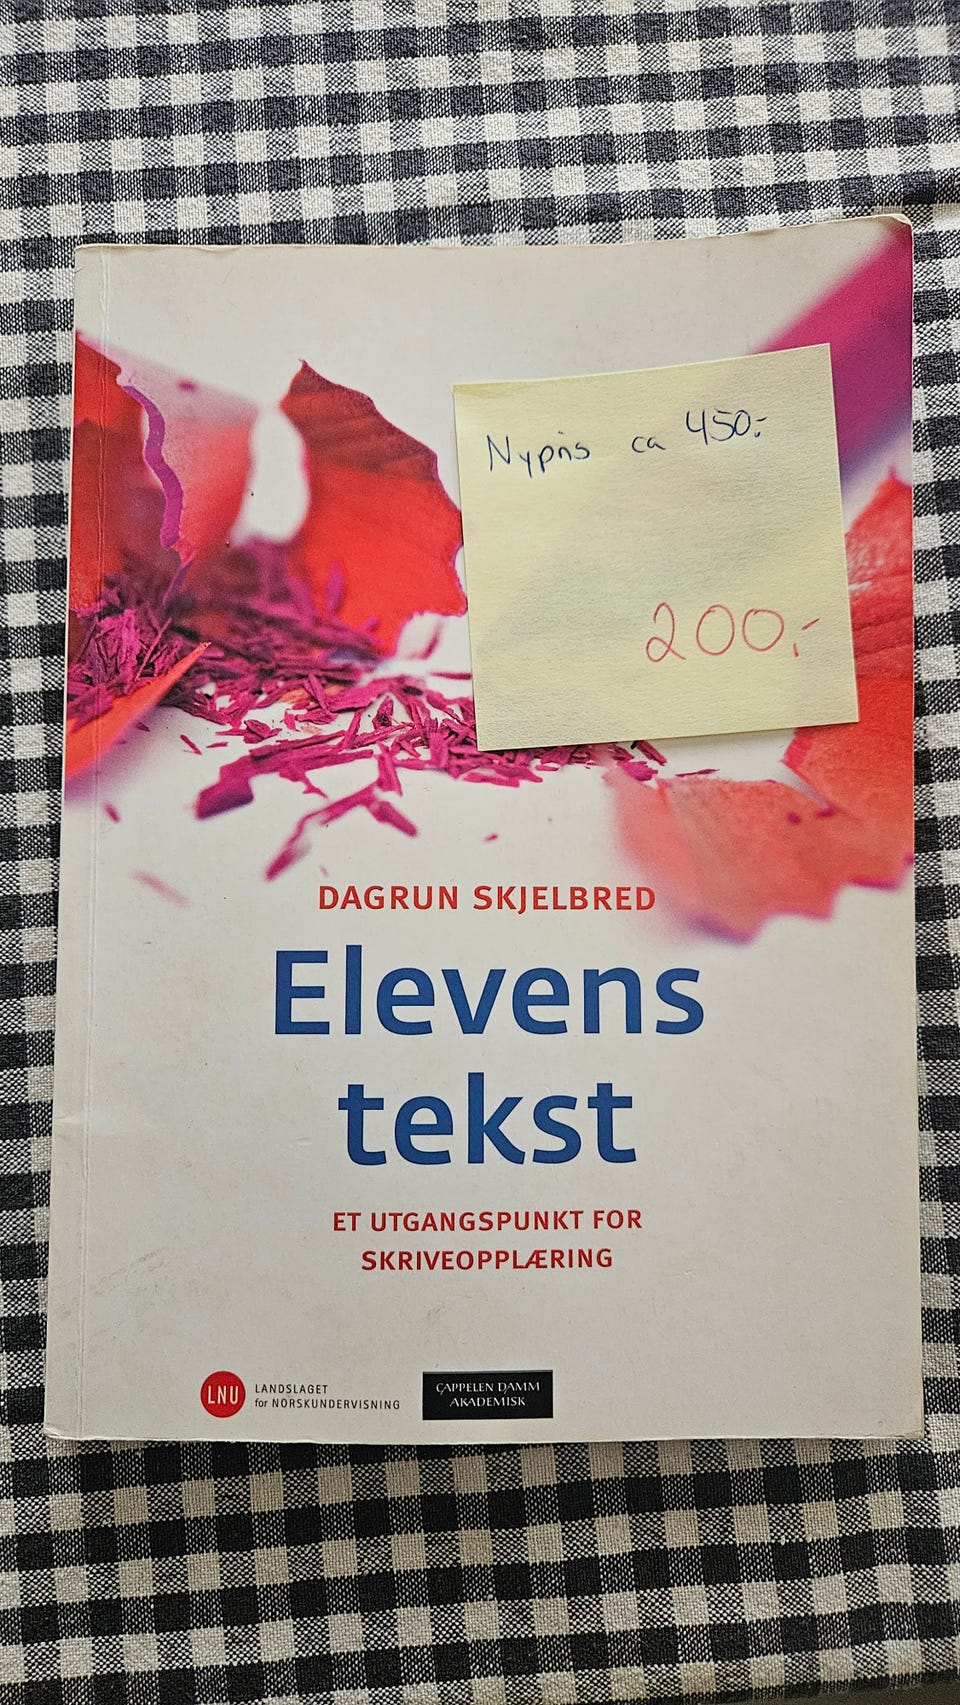 Nypris ca 450:-
200,-
DAGRUN SKJELBRED
Elevens
tekst
ET UTGANGSPUNKT FOR
SKRIVEOPPLÆRING
LNU
LANDSLAGET
for NORSKUNDERVISNING
CAPPELEN DAMM
AKADEMISK